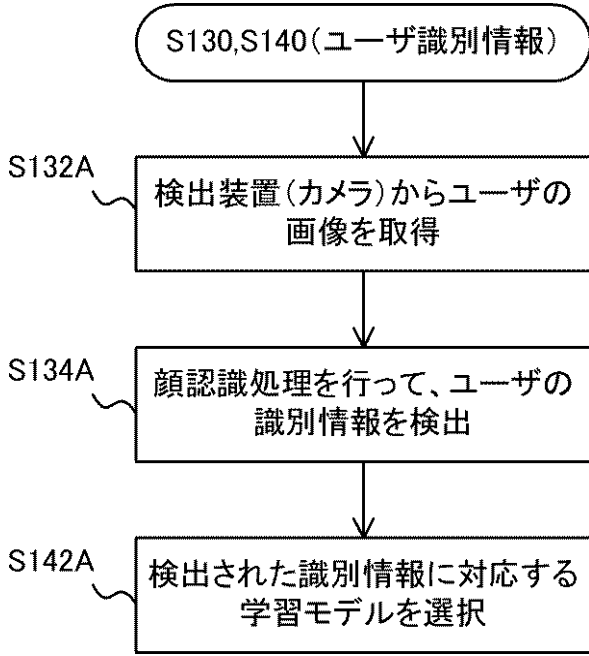 S130,S140(ユーザ識別情報)
S132A
検出装置(カメラ)からユーザの
画像を取得
S134A
顔認識処理を行って、ユーザの
識別情報を検出
S142A
検出された識別情報に対応する
学習モデルを選択